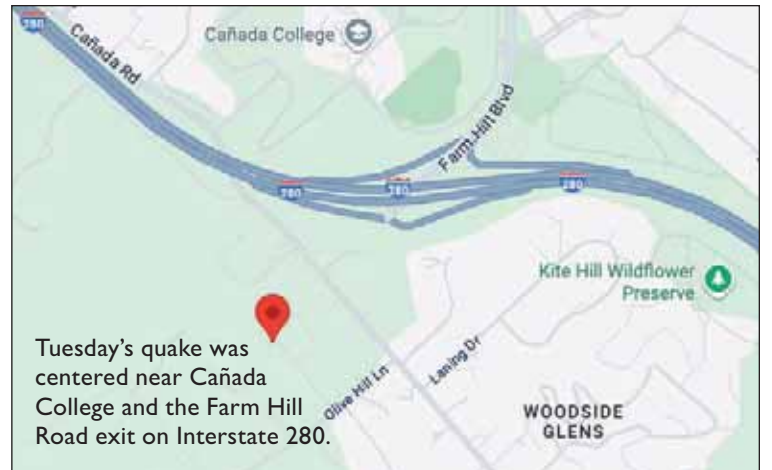 280
Cañada Rd
Cañada College
Farm Hill Blvd
280
280
280
Kite Hill Wildflower
Preserve
Tuesday's quake was
centered near Cañada
College and the Farm Hill
Road exit on Interstate 280.
Olive Hill Ln
Laning Dr
WOODSIDE
GLENS